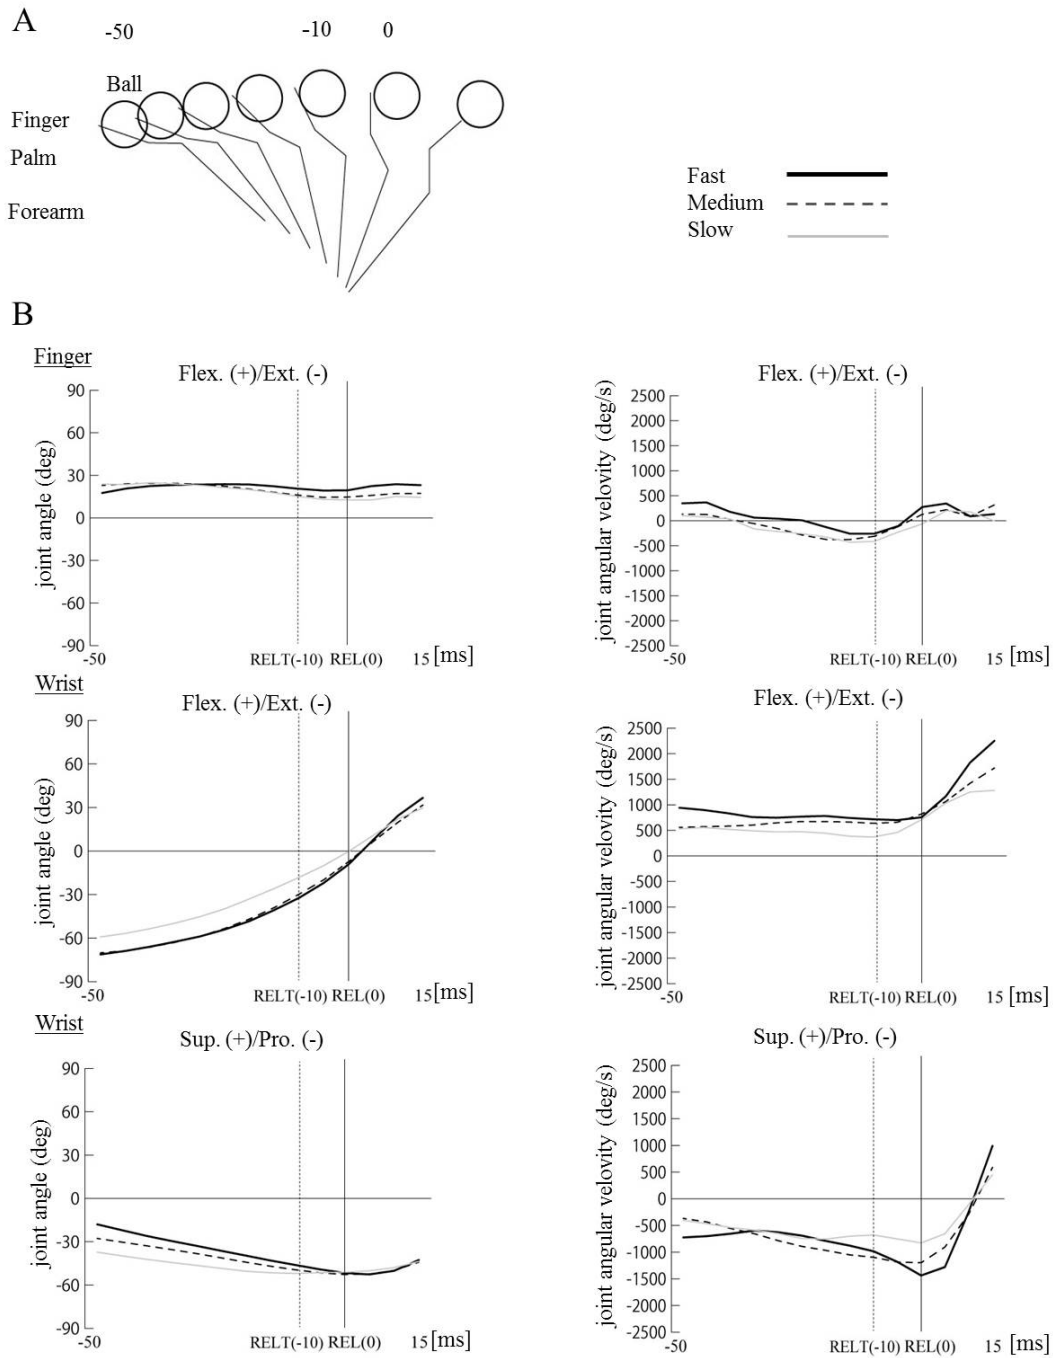 A
-50 -10 0
Ball
Finger
Palm
Forearm
Fast
Medium
Slow
B
Finger
Flex. (+)/Ext. (-)
joint angle (deg)
90
60
30
0
-30
-60
-90
-50 RELT(-10) REL(0) 15 [ms]
Flex. (+)/Ext. (-)
joint angular velovity (deg/s)
2500
2000
1500
1000
500
0
-500
-1000
-1500
-2000
-2500
-50 RELT(-10) REL(0) 15 [ms]
Wrist
Flex. (+)/Ext. (-)
joint angle (deg)
90
60
30
0
-30
-60
-90
-50 RELT(-10) REL(0) 15 [ms]
Flex. (+)/Ext. (-)
joint angular velovity (deg/s)
2500
2000
1500
1000
500
0
-500
-1000
-1500
-2000
-2500
-50 RELT(-10) REL(0) 15 [ms]
Wrist
Sup. (+)/Pro. (-)
joint angle (deg)
90
60
30
0
-30
-60
-90
-50 RELT(-10) REL(0) 15 [ms]
Sup. (+)/Pro. (-)
joint angular velovity (deg/s)
2500
2000
1500
1000
500
0
-500
-1000
-1500
-2000
-2500
-50 RELT(-10) REL(0) 15 [ms]